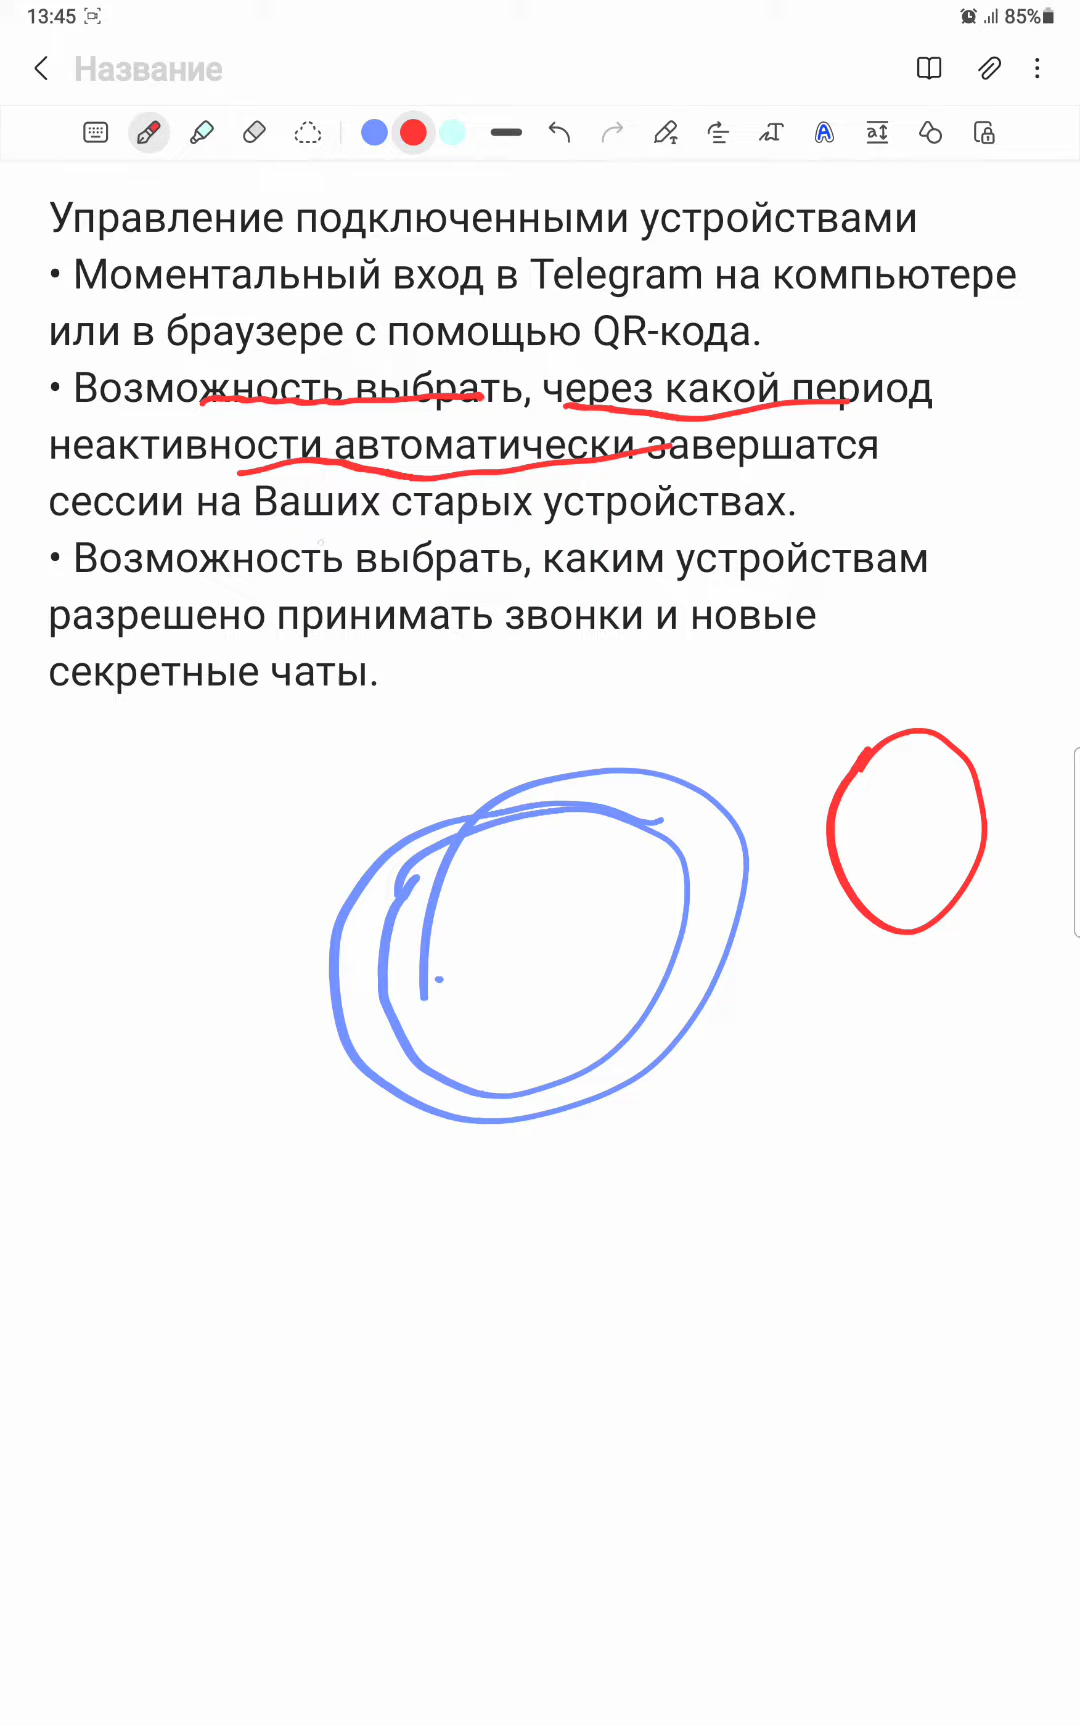 13:45 85%
Название
Управление подключенными устройствами
• Моментальный вход в Telegram на компьютере
или в браузере с помощью QR-кода.
• Возможность выбрать, через какой период
неактивности автоматически завершатся
сессии на Ваших старых устройствах.
• Возможность выбрать, каким устройствам
разрешено принимать звонки и новые
секретные чаты.